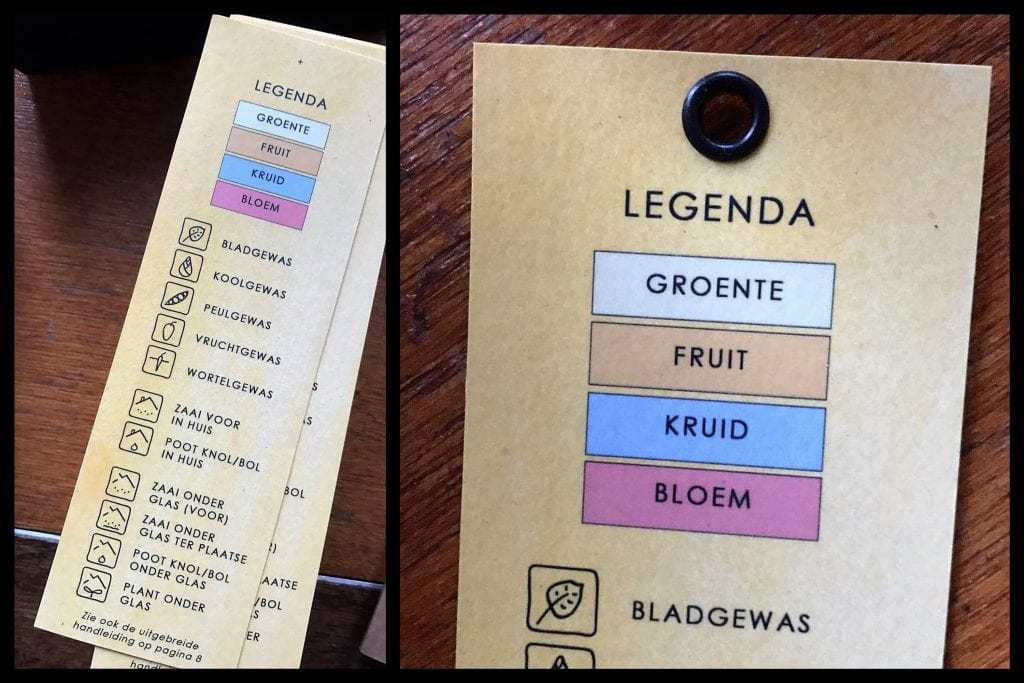 LEGENDA
GROENTE
FRUIT
KRUID
BLOEM
BLADGEWAS
KOOLGEWAS
PEULGEWAS
VRUCHTGEWAS
WORTELGEWAS
ZAAI VOOR
IN HUIS
POOT KNOL/BOL
IN HUIS
ZAAI ONDER
GLAS (VOOR)
ZAAI ONDER
GLAS TER PLAATSE
POOT KNOL/BOL
ONDER GLAS
PLANT ONDER
GLAS
Zie ook de uitgebreide
handleiding op pagina 8
LEGENDA
GROENTE
FRUIT
KRUID
BLOEM
BLADGEWAS